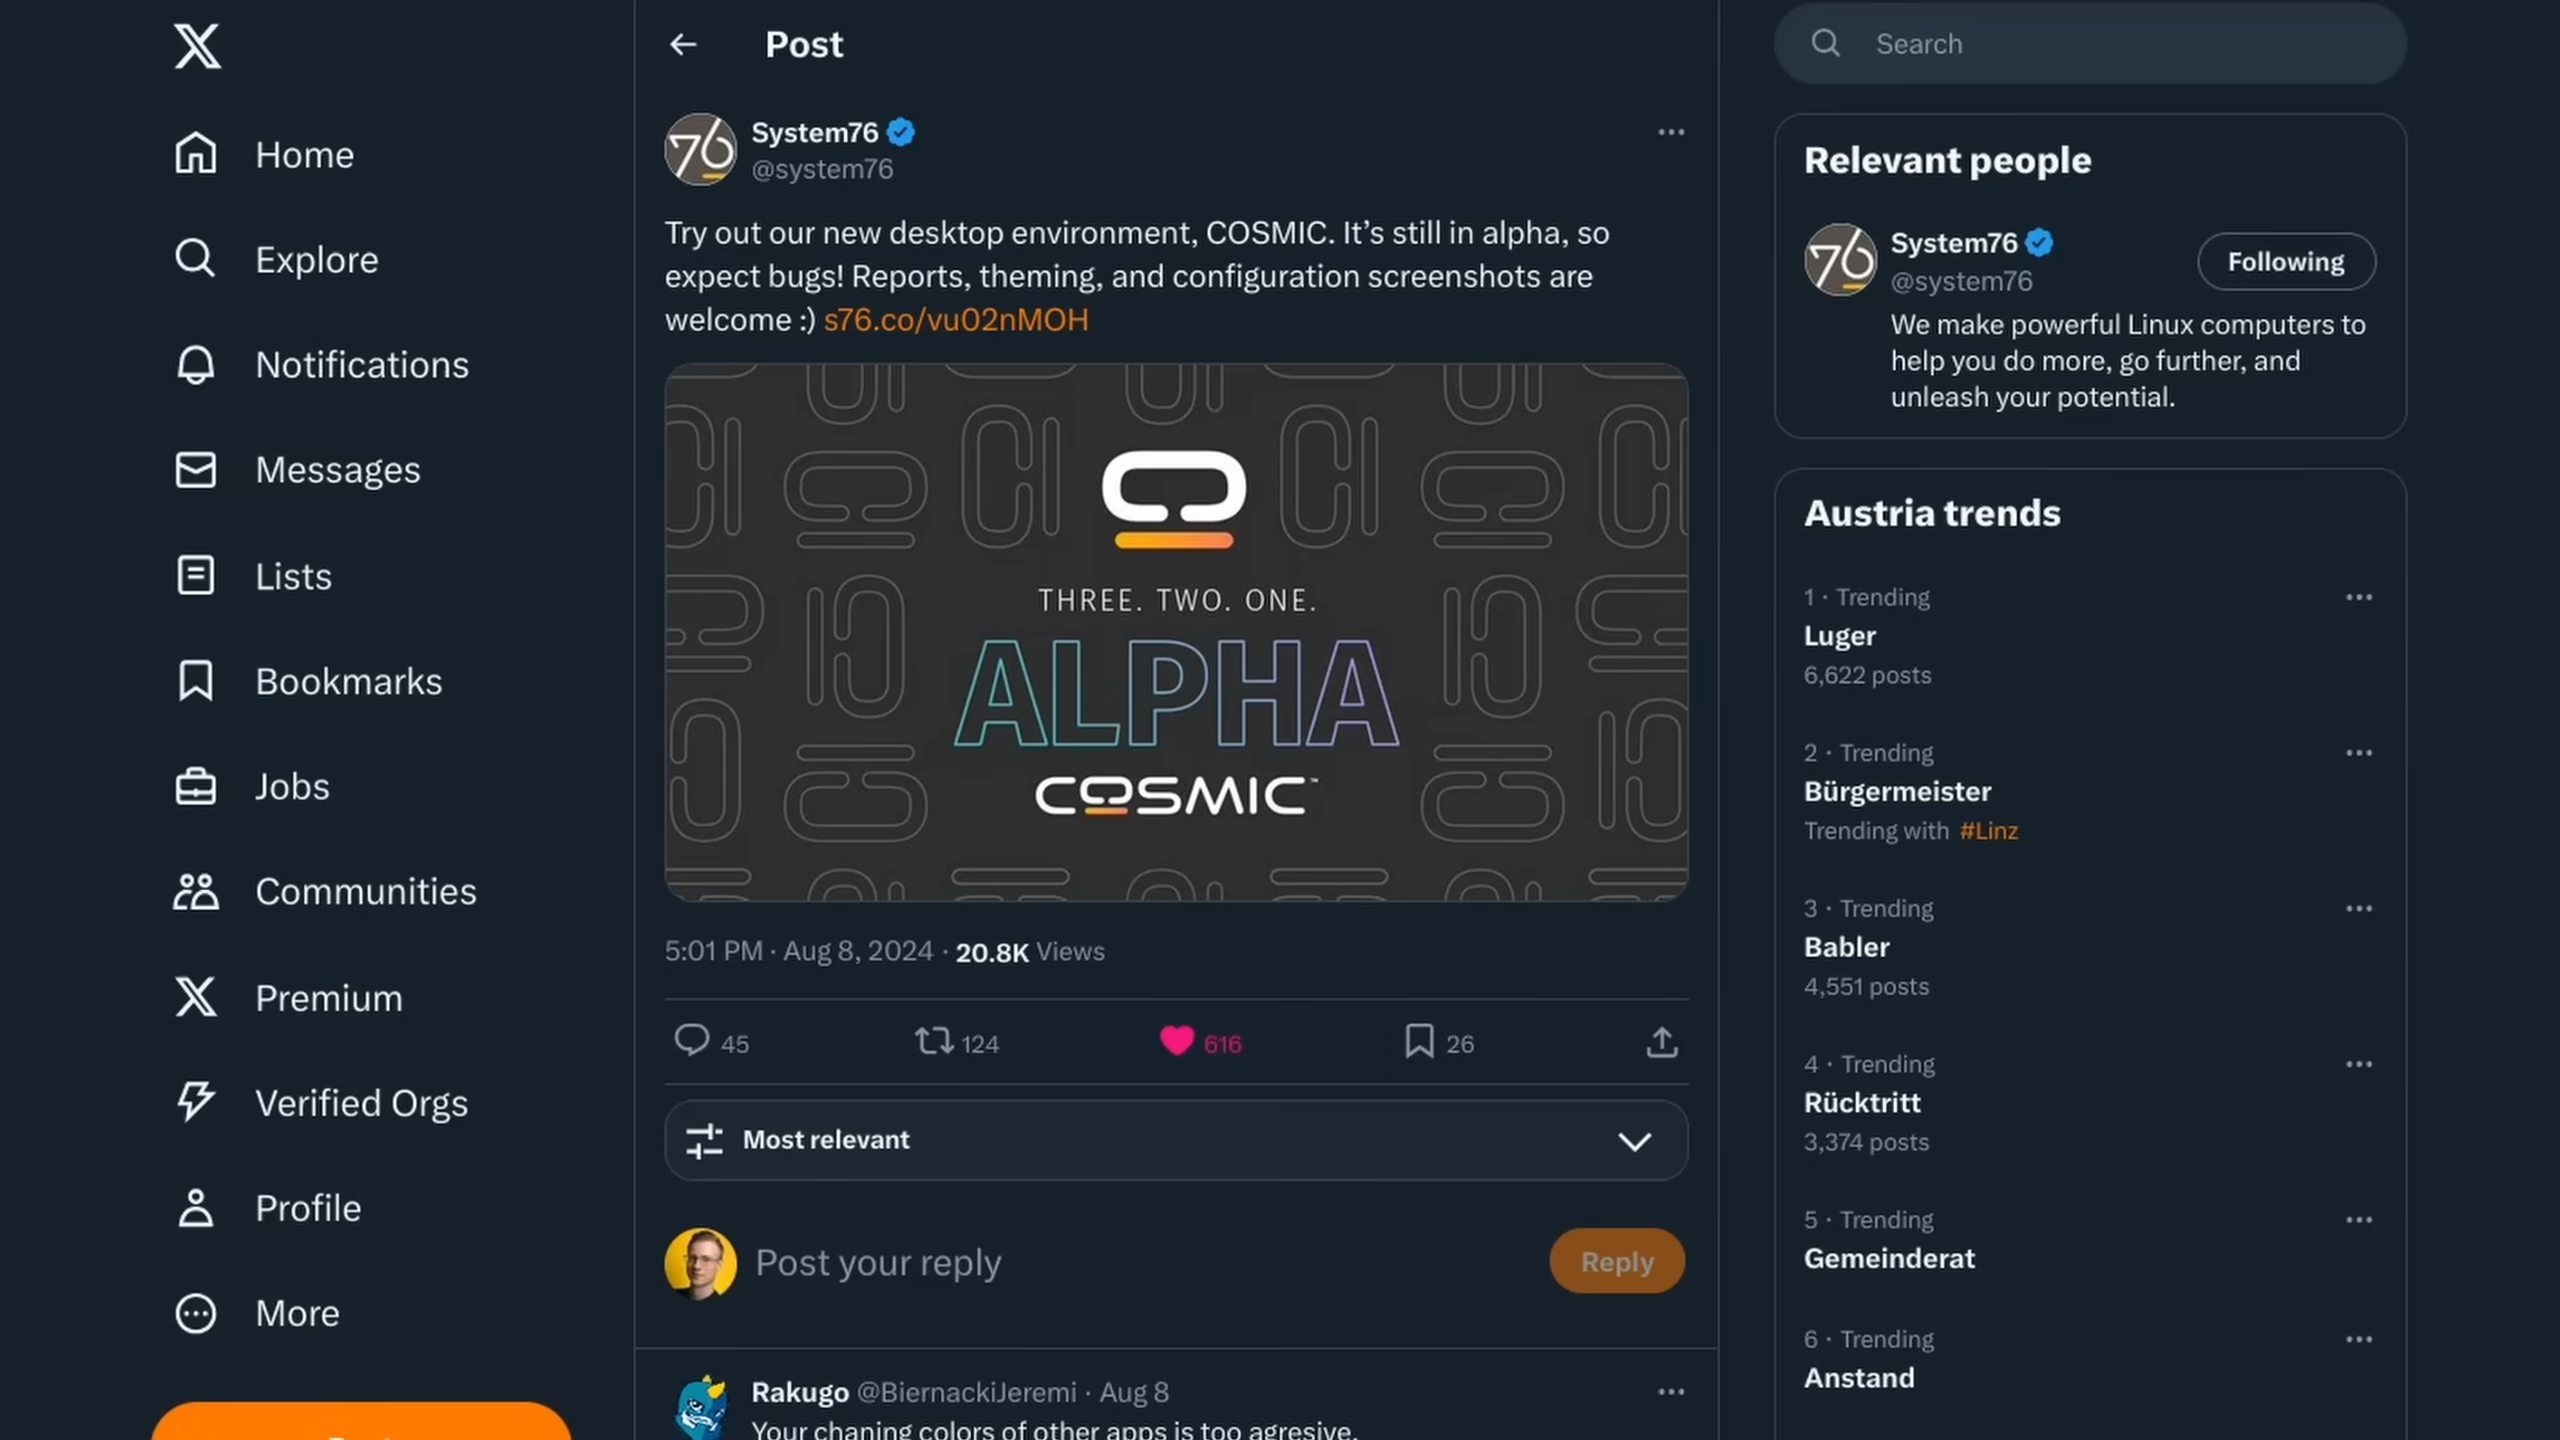 Home
Explore
Notifications
Messages
Lists
Bookmarks
Jobs
Communities
Premium
Verified Orgs
Profile
More
Post
76
System76
@system76
Try out our new desktop environment, COSMIC. It’s still in alpha, so
expect bugs! Reports, theming, and configuration screenshots are
welcome :) s76.co/vu02nMOH
THREE. TWO. ONE.
ALPHA
COSMIC™
5:01 PM · Aug 8, 2024 · 20.8K Views
45 124 616 26
Most relevant
Post your reply
Reply
Rakugo @BiernackiJeremi · Aug 8
Your chaning colors of other apps is too agresive.
Search
Relevant people
76
System76
@system76
Following
We make powerful Linux computers to
help you do more, go further, and
unleash your potential.
Austria trends
1 · Trending
Luger
6,622 posts
2 · Trending
Bürgermeister
Trending with #Linz
3 · Trending
Babler
4,551 posts
4 · Trending
Rücktritt
3,374 posts
5 · Trending
Gemeinderat
6 · Trending
Anstand